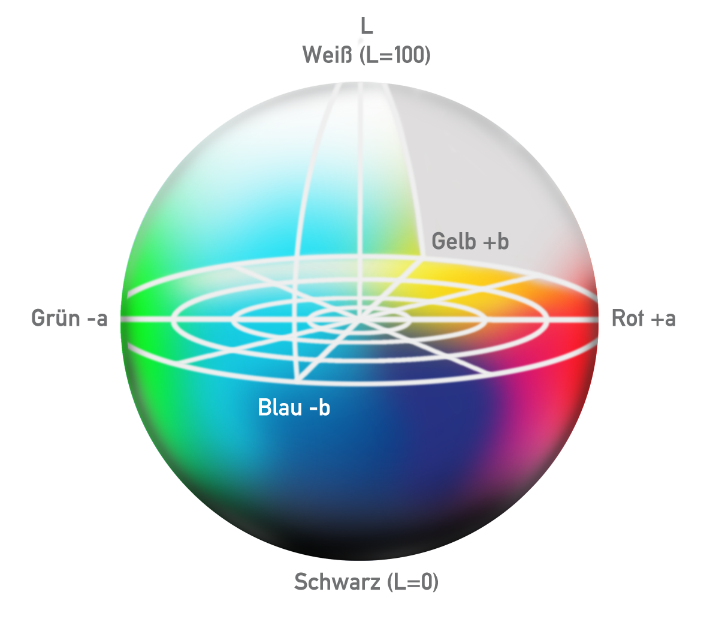 L
Weiß (L=100)
Gelb +b
Grün -a
Rot +a
Blau -b
Schwarz (L=0)